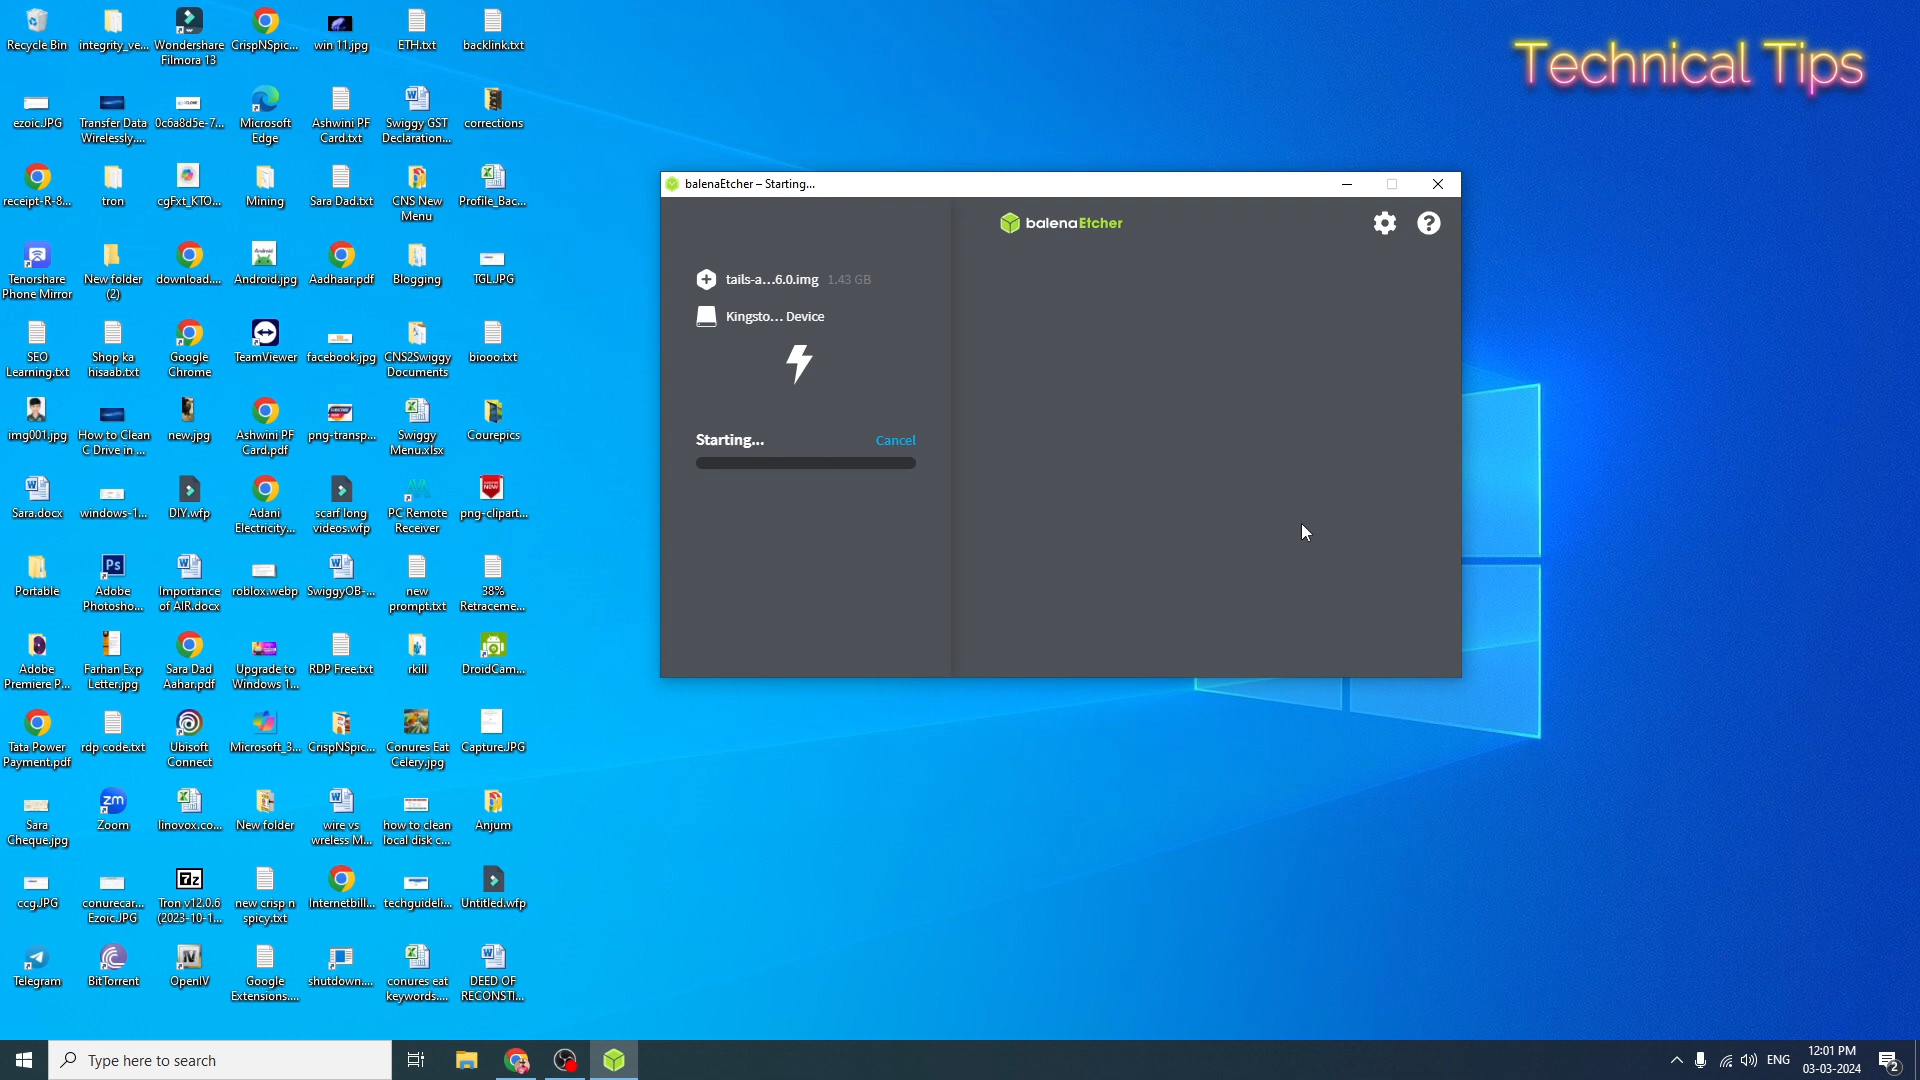 Technical Tips
Recycle Bin
integrity_ve...
Wondershare
Filmora 13
CrispNSpic...
win 11.jpg
ETH.txt
backlink.txt
ezoic.JPG
Transfer Data
Wirelessly....
0c6a8d5e-7...
Microsoft
Edge
Ashwini PF
Card.txt
Swiggy GST
Declaration...
corrections
receipt-R-8...
tron
cgFxt_KTO...
Mining
Sara Dad.txt
CNS New
Menu
Profile_Bac...
Tenorshare
Phone Mirror
New folder
(2)
download....
Android.jpg
Aadhaar.pdf
Blogging
TGL.JPG
SEO
Learning.txt
Shop ka
hisaab.txt
Google
Chrome
TeamViewer
facebook.jpg
CNS2Swiggy
Documents
biooo.txt
img001.jpg
How to Clean
C Drive in ...
new.jpg
Ashwini PF
Card.pdf
png-transp...
Swiggy
Menu.xlsx
Courepics
Sara.docx
windows-1...
DIY.wfp
Adani
Electricity...
scarf long
videos.wfp
PC Remote
Receiver
png-clipart...
Portable
Adobe
Photosho...
Importance
of AIR.docx
roblox.webp
SwiggyOB-...
new
prompt.txt
38%
Retraceme...
Adobe
Premiere P...
Farhan Exp
Letter.jpg
Sara Dad
Aahar.pdf
Upgrade to
Windows 1...
RDP Free.txt
rkill
DroidCam...
Tata Power
Payment.pdf
rdp code.txt
Ubisoft
Connect
Microsoft_3...
CrispNSpic...
Conures Eat
Celery.jpg
Capture.JPG
Sara
Cheque.jpg
Zoom
linovox.co...
New folder
wire vs
wreless M...
how to clean
local disk c...
Anjum
ccg.JPG
conurecar...
Ezoic.JPG
Tron v12.0.6
(2023-10-1...
new crisp n
spicy.txt
Internetbill...
techguideli...
Untitled.wfp
Telegram
BitTorrent
OpenIV
Google
Extensions....
shutdown....
conures eat
keywords....
DEED OF
RECONSTI...
balenaEtcher – Starting...
balenaEtcher
tails-a...6.0.img 1.43 GB
Kingsto... Device
Starting... Cancel
Type here to search
ENG
12:01 PM
03-03-2024
2